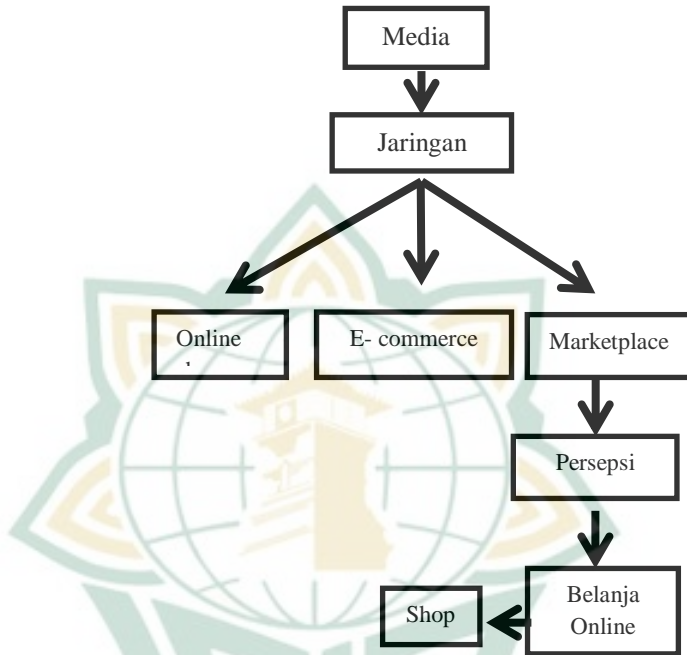 Media
Jaringan
Online
E- commerce
Marketplace
Persepsi
Belanja
Online
Shop